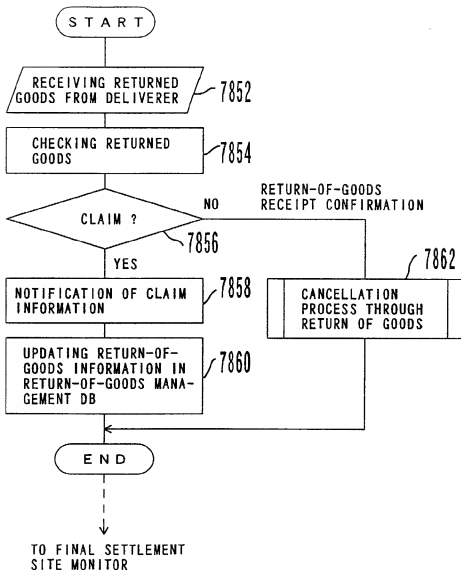 START
RECEIVING RETURNED
GOODS FROM DELIVERER
7852
CHECKING RETURNED
GOODS
7854
CLAIM ?
7856
NO
RETURN-OF-GOODS
RECEIPT CONFIRMATION
YES
NOTIFICATION OF CLAIM
INFORMATION
7858
7862
CANCELLATION
PROCESS THROUGH
RETURN OF GOODS
UPDATING RETURN-OF-
GOODS INFORMATION IN
RETURN-OF-GOODS MANA-
GEMENT DB
7860
END
TO FINAL SETTLEMENT
SITE MONITOR